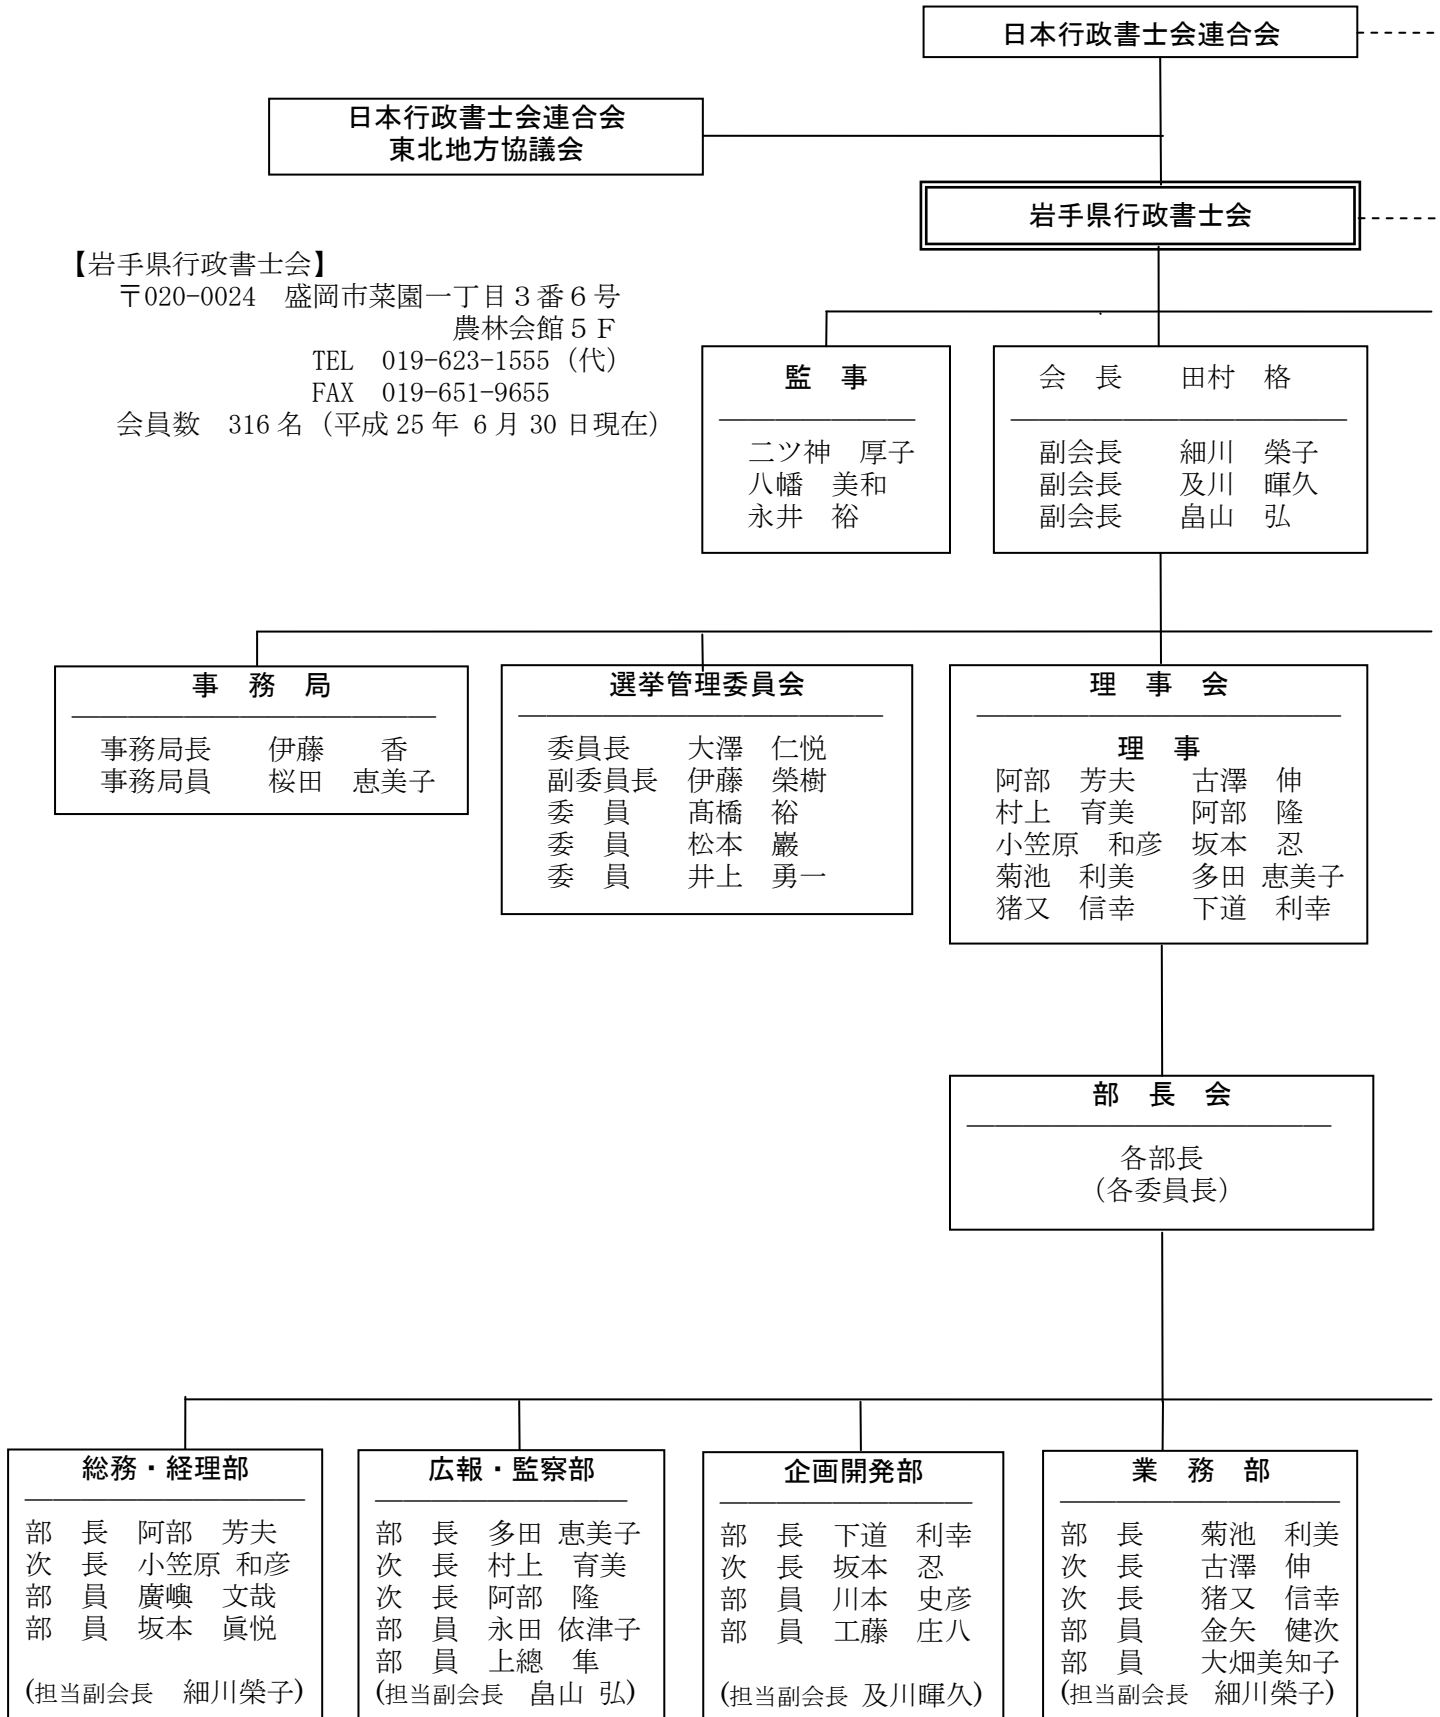 日本行政書士会連合会
日本行政書士会連合会
東北地方協議会
岩手県行政書士会
【岩手県行政書士会】
〒020-0024　盛岡市菜園一丁目３番６号
農林会館５Ｆ
TEL　019-623-1555（代）
FAX　019-651-9655
会員数　316名（平成25年 6月30日現在）
監　事
二ツ神　厚子
八幡　美和
永井　裕
会　長　　田村　格
副会長　　細川　榮子
副会長　　及川　暉久
副会長　　畠山　弘
事　務　局
事務局長　　伊藤　　香
事務局員　　桜田　恵美子
選挙管理委員会
委員長　　大澤　仁悦
副委員長　伊藤　榮樹
委　員　　髙橋　裕
委　員　　松本　巖
委　員　　井上　勇一
理　事　会
理　事
阿部　芳夫　　古澤　伸
村上　育美　　阿部　隆
小笠原　和彦　坂本　忍
菊池　利美　　多田 恵美子
猪又　信幸　　下道　利幸
部　長　会
各部長
（各委員長）
総務・経理部
部　長　阿部　芳夫
次　長　小笠原 和彦
部　員　廣嶼　文哉
部　員　坂本　眞悦
(担当副会長　細川榮子)
広報・監察部
部　長　多田 恵美子
次　長　村上　育美
次　長　阿部　隆
部　員　永田 依津子
部　員　上總　隼
(担当副会長　畠山 弘)
企画開発部
部　長　下道　利幸
次　長　坂本　忍
部　員　川本　史彦
部　員　工藤　庄八
(担当副会長 及川暉久)
業　務　部
部　長　　菊池　利美
次　長　　古澤　伸
次　長　　猪又　信幸
部　員　　金矢　健次
部　員　　大畑美知子
(担当副会長　細川榮子)